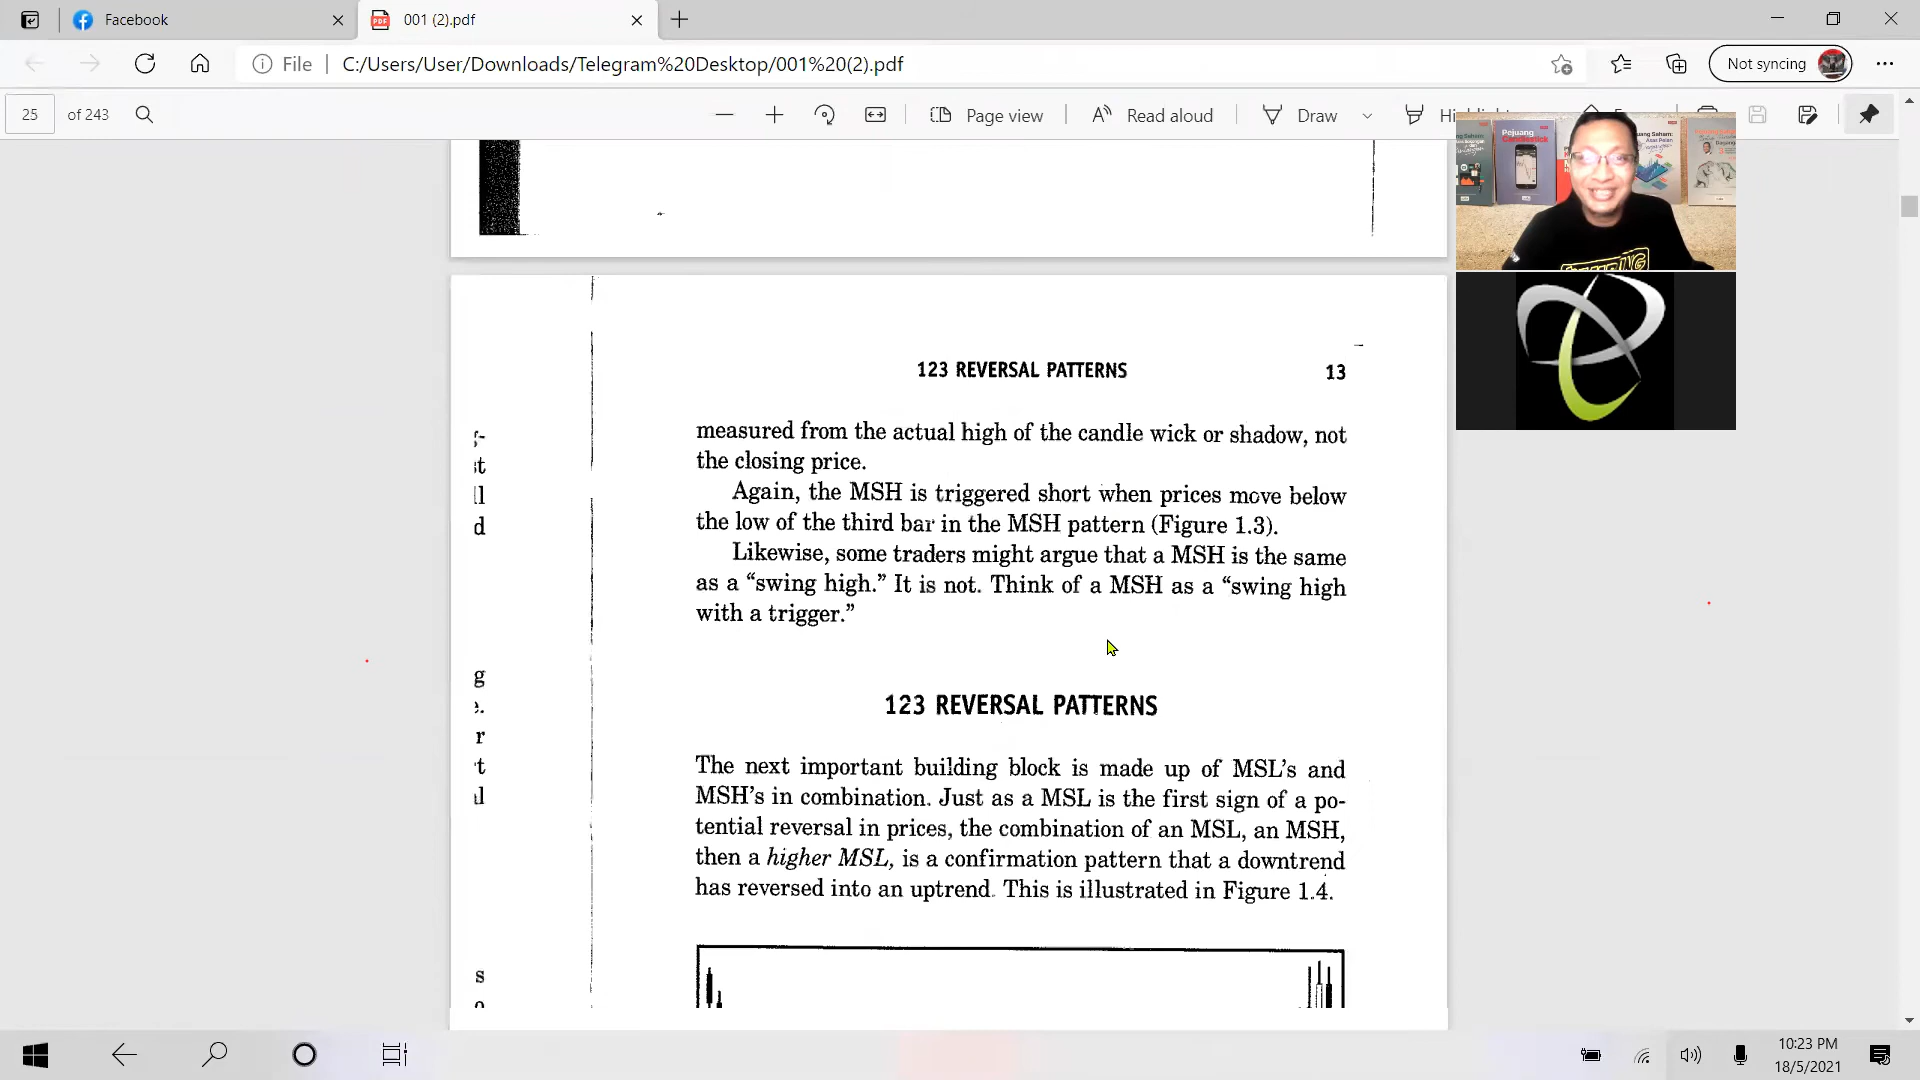 Facebook
001 (2).pdf
File
C:/Users/User/Downloads/Telegram%20Desktop/001%20(2).pdf
Not syncing
25
of 243
Page view
Read aloud
Draw
Pejuang
123 REVERSAL PATTERNS
13
measured from the actual high of the candle wick or shadow, not
the closing price.
Again, the MSH is triggered short when prices move below
the low of the third bar in the MSH pattern (Figure 1.3).
Likewise, some traders might argue that a MSH is the same
as a “swing high.” It is not. Think of a MSH as a “swing high
with a trigger.”
123 REVERSAL PATTERNS
The next important building block is made up of MSL’s and
MSH’s in combination. Just as a MSL is the first sign of a po-
tential reversal in prices, the combination of an MSL, an MSH,
then a higher MSL, is a confirmation pattern that a downtrend
has reversed into an uptrend. This is illustrated in Figure 1.4.
10:23 PM
18/5/2021